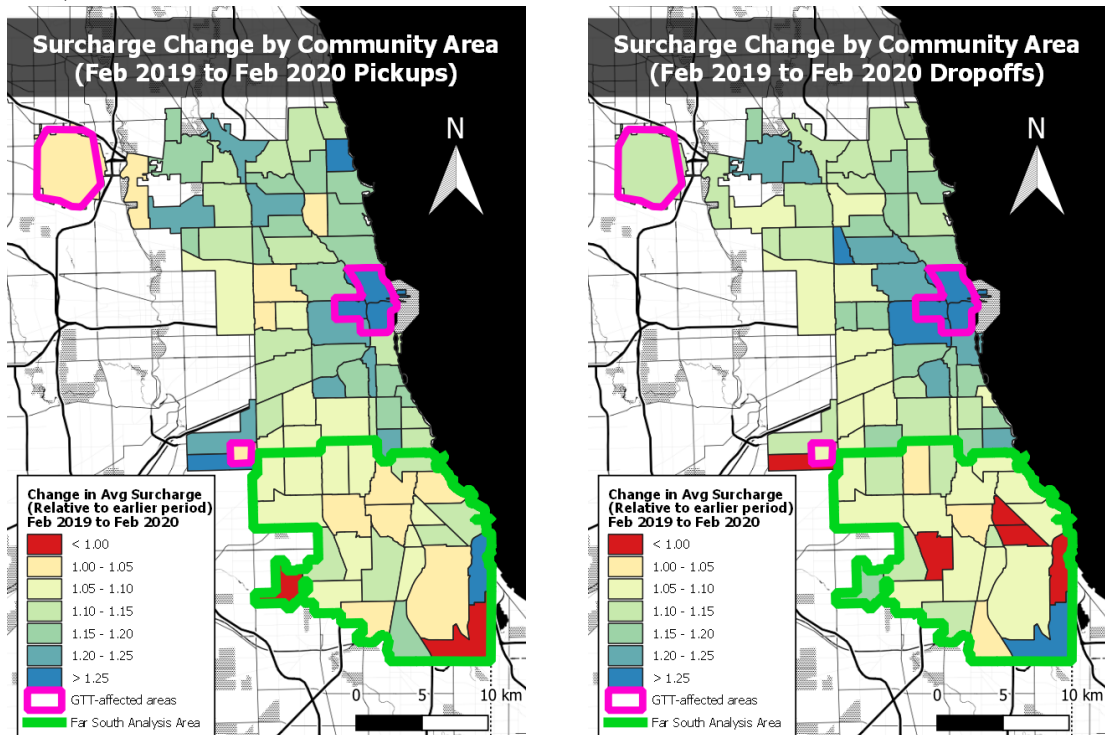 Surcharge Change by Community Area
(Feb 2019 to Feb 2020 Pickups)
N
Change in Avg Surcharge
(Relative to earlier period)
Feb 2019 to Feb 2020
< 1.00
1.00 - 1.05
1.05 - 1.10
1.10 - 1.15
1.15 - 1.20
1.20 - 1.25
> 1.25
GTT-affected areas
Far South Analysis Area
0 5 10 km
Surcharge Change by Community Area
(Feb 2019 to Feb 2020 Dropoffs)
N
Change in Avg Surcharge
(Relative to earlier period)
Feb 2019 to Feb 2020
< 1.00
1.00 - 1.05
1.05 - 1.10
1.10 - 1.15
1.15 - 1.20
1.20 - 1.25
> 1.25
GTT-affected areas
Far South Analysis Area
0 5 10 km